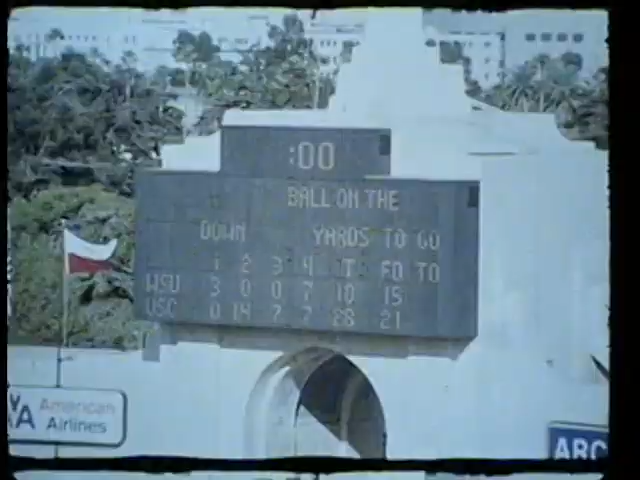 :00
BALL ON THE
DOWN YARDS TO GO
1 2 3 4 T FD TO
WSU 3 0 0 7 10 15
USC 0 14 7 7 28 21
American
Airlines
ARC